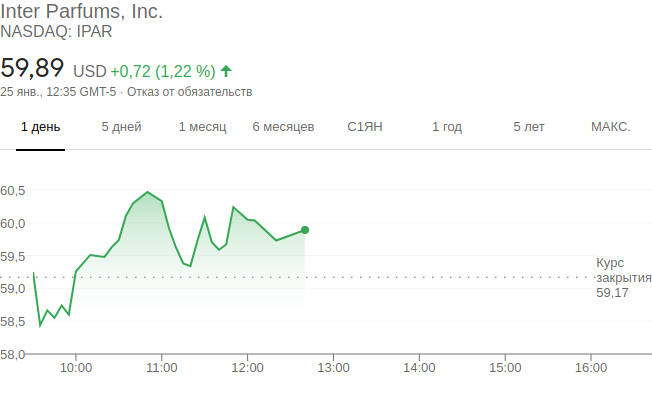 Inter Parfums, Inc.
NASDAQ: IPAR
59,89 USD +0,72 (1,22 %)
25 янв., 12:35 GMT-5 · Отказ от обязательств
1 день 5 дней 1 месяц 6 месяцев С1ЯН 1 год 5 лет МАКС.
60,5
60,0
59,5
59,0
58,5
58,0
Курс
закрытия
59,17
10:00 11:00 12:00 13:00 14:00 15:00 16:00